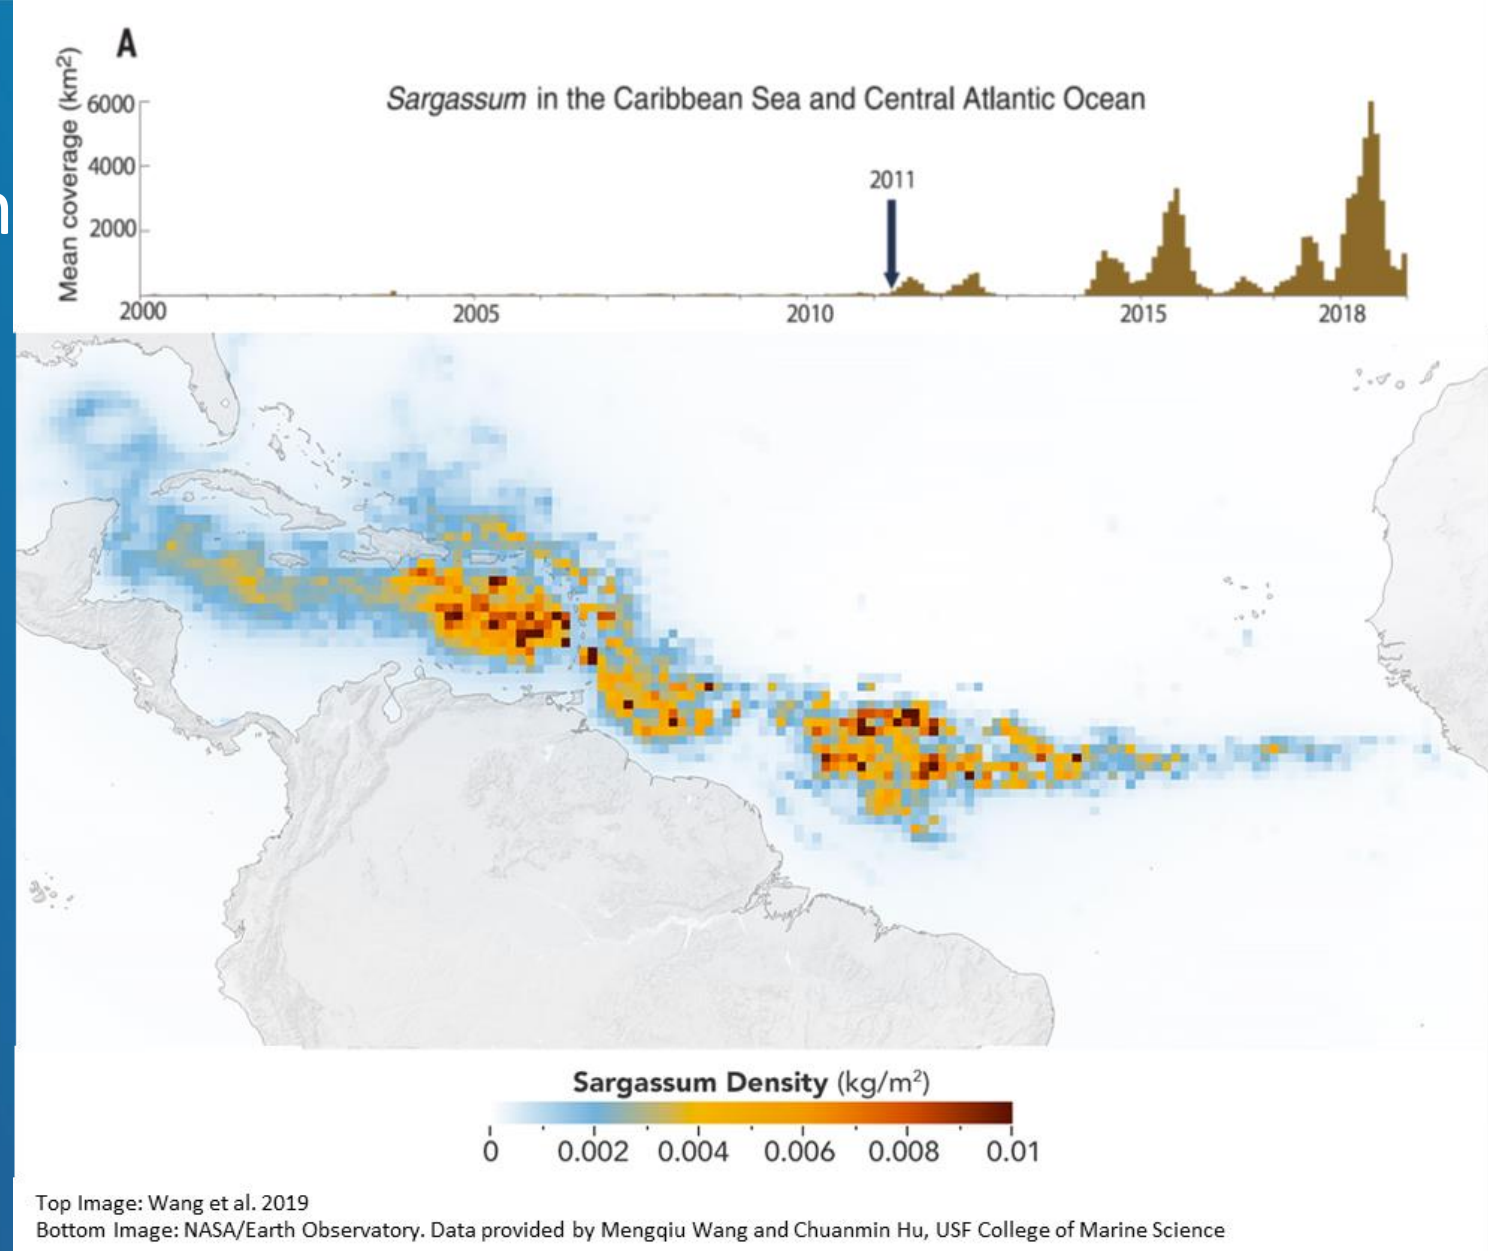 A
Sargassum in the Caribbean Sea and Central Atlantic Ocean
Mean coverage (km²)
6000
4000
2000
2011
2000
2005
2010
2015
2018
Sargassum Density (kg/m²)
0
0.002
0.004
0.006
0.008
0.01
Top Image: Wang et al. 2019
Bottom Image: NASA/Earth Observatory. Data provided by Mengqiu Wang and Chuanmin Hu, USF College of Marine Science